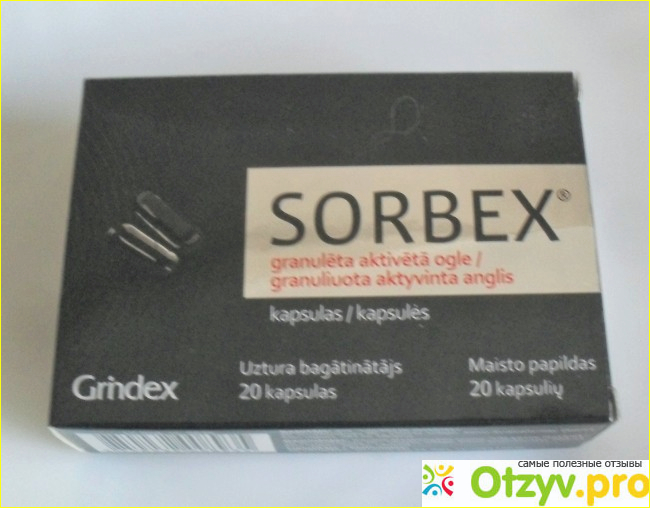 SORBEX®
granulēta aktivētā ogle /
granuliuota aktyvinta anglis
kapsulas / kapsulės
Uztura bagātinātājs
20 kapsulas
Maisto papildas
20 kapsulių
Grindex
самые полезные отзывы
Otzyv.pro